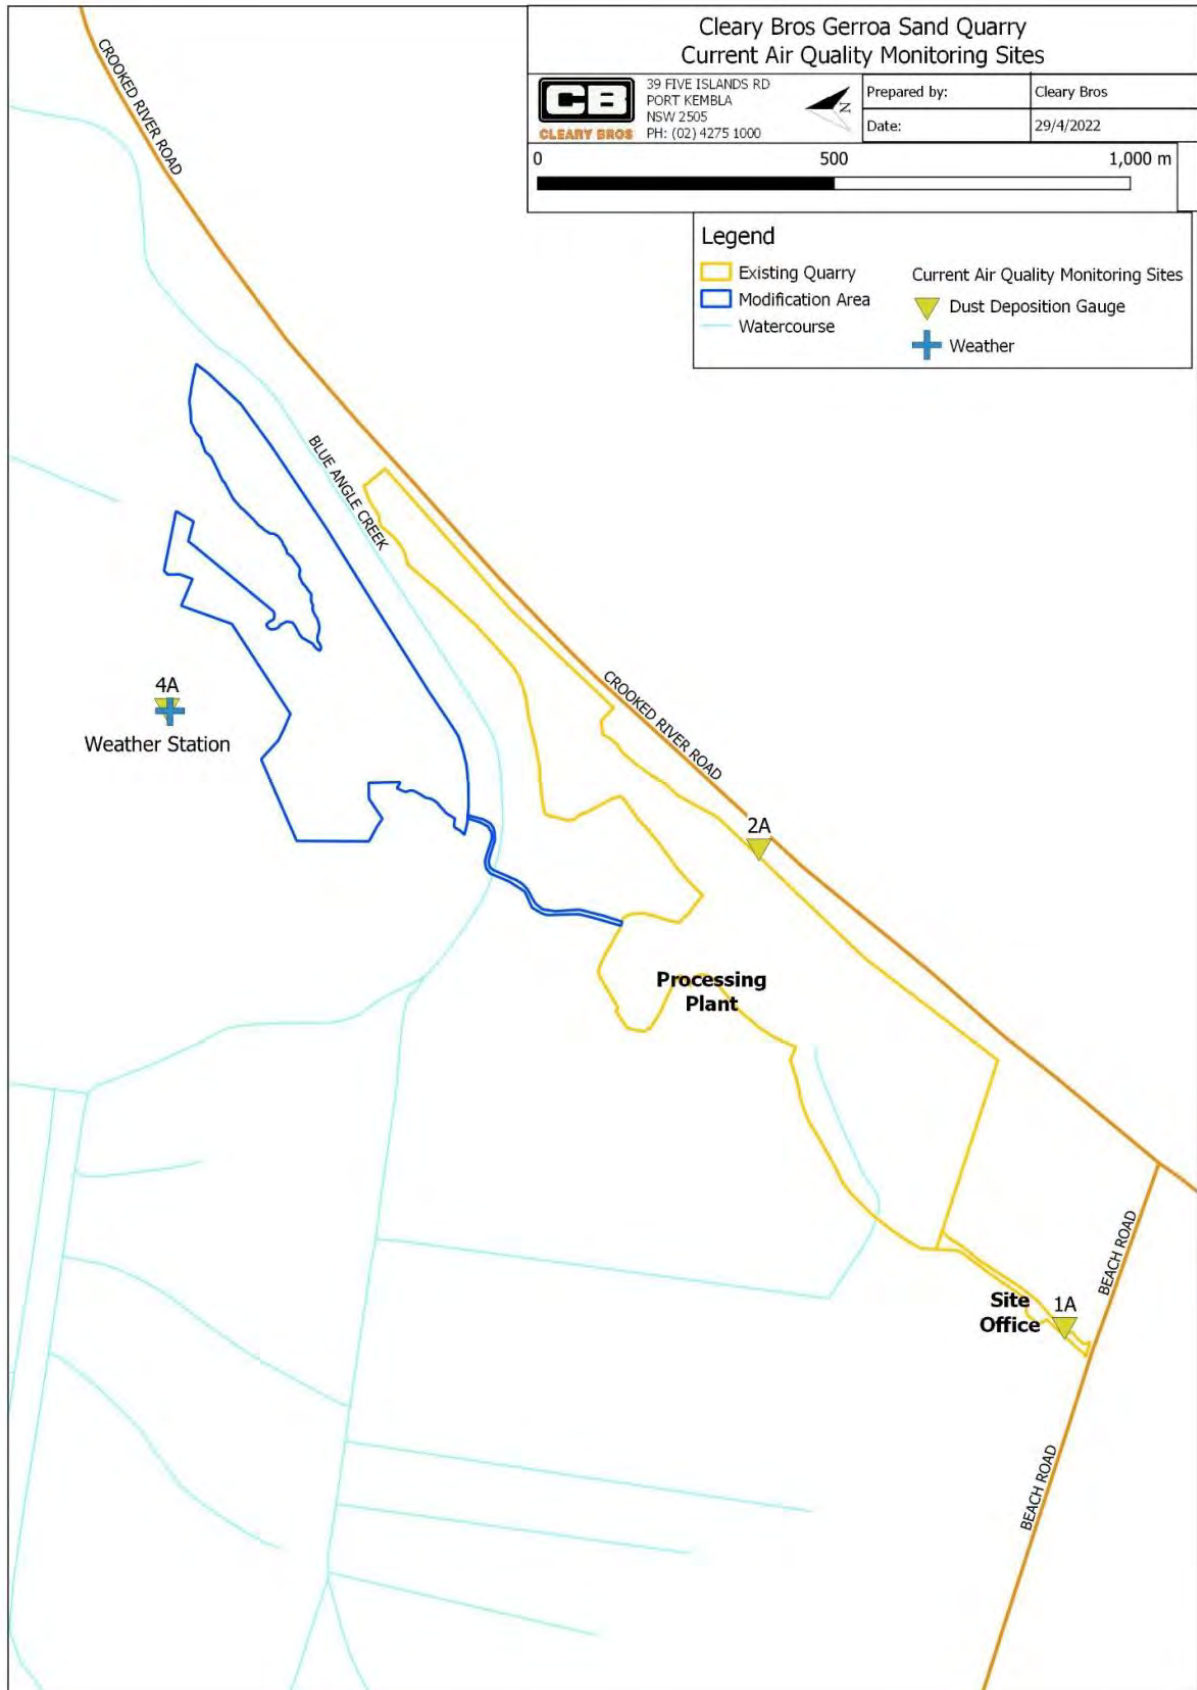 Cleary Bros Gerroa Sand Quarry
Current Air Quality Monitoring Sites
CB
CLEARY BROS
39 FIVE ISLANDS RD
PORT KEMBLA
NSW 2505
PH: (02) 4275 1000
N
Prepared by:
Cleary Bros
Date:
29/4/2022
0
500
1,000 m
Legend
Existing Quarry
Modification Area
Watercourse
Current Air Quality Monitoring Sites
Dust Deposition Gauge
Weather
CROOKED RIVER ROAD
BLUE ANGLE CREEK
4A
Weather Station
CROOKED RIVER ROAD
2A
Processing
Plant
BEACH ROAD
Site
Office
1A
BEACH ROAD